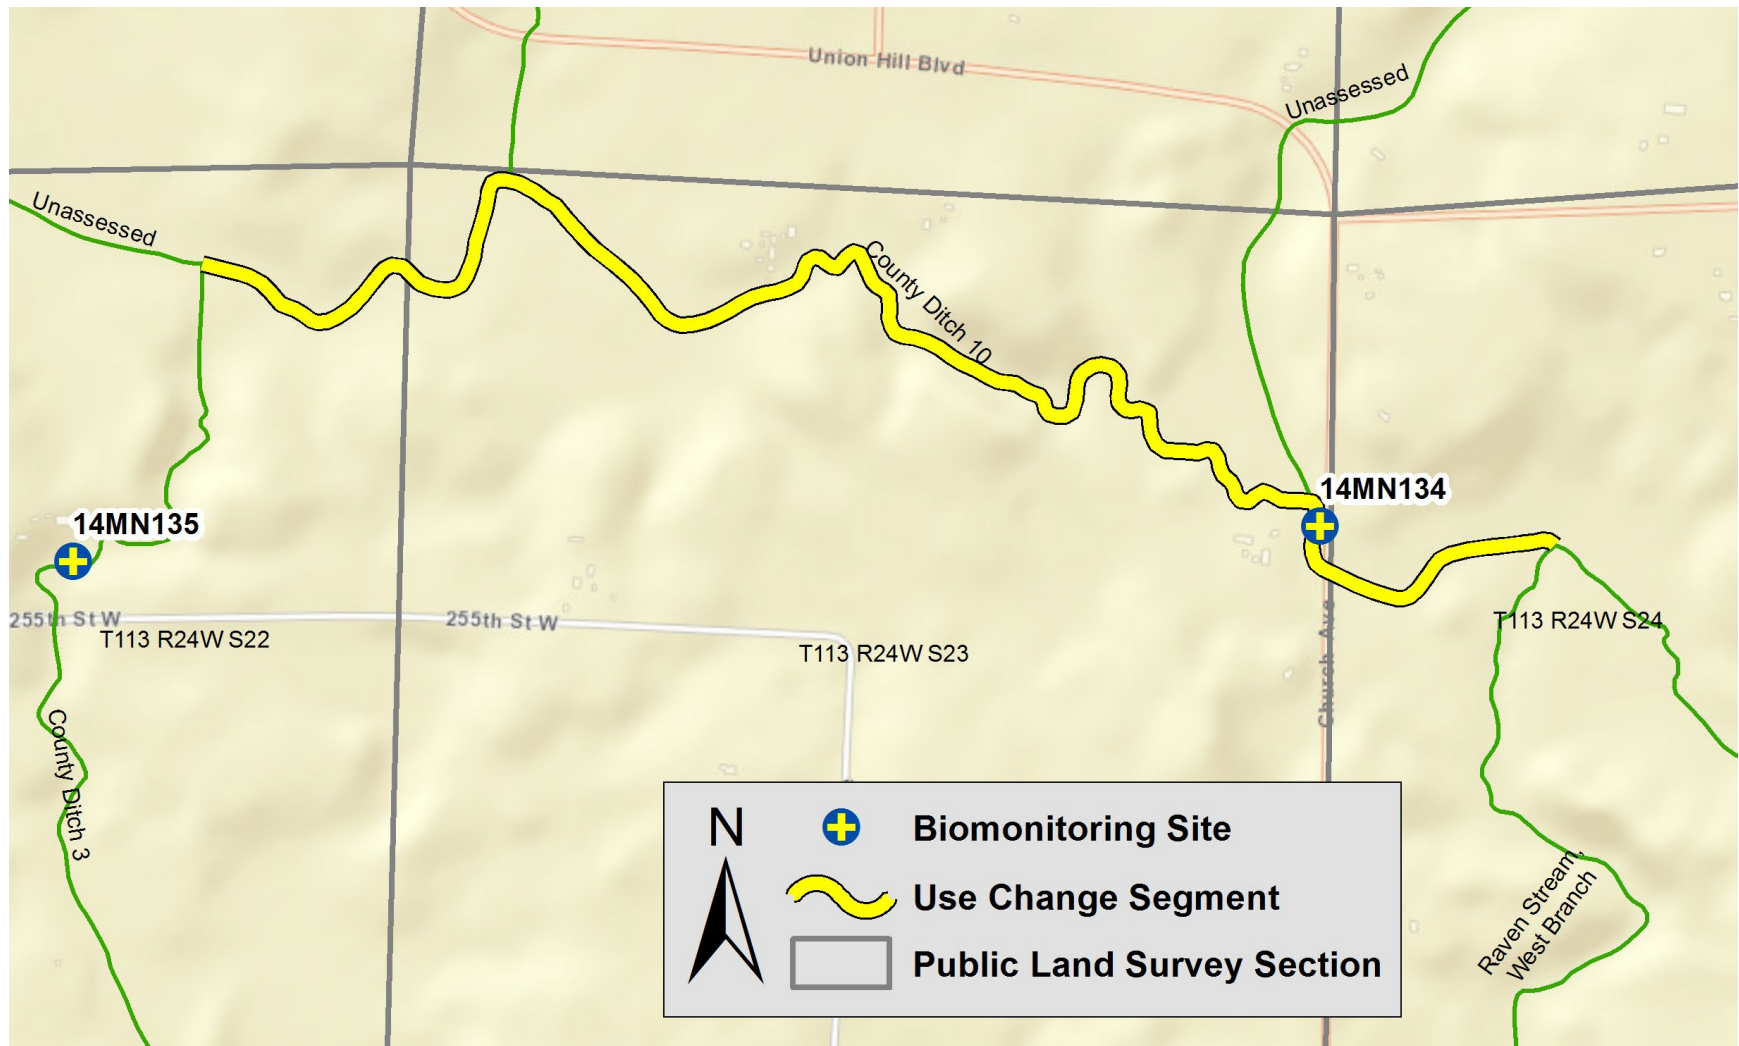 Union Hill Blvd
Unassessed
Unassessed
County Ditch 10
14MN134
14MN135
255th St W
255th St W
T113 R24W S22
T113 R24W S23
T113 R24W S24
Church Ave
County Ditch 3
Raven Stream,
West Branch
N
Biomonitoring Site
Use Change Segment
Public Land Survey Section